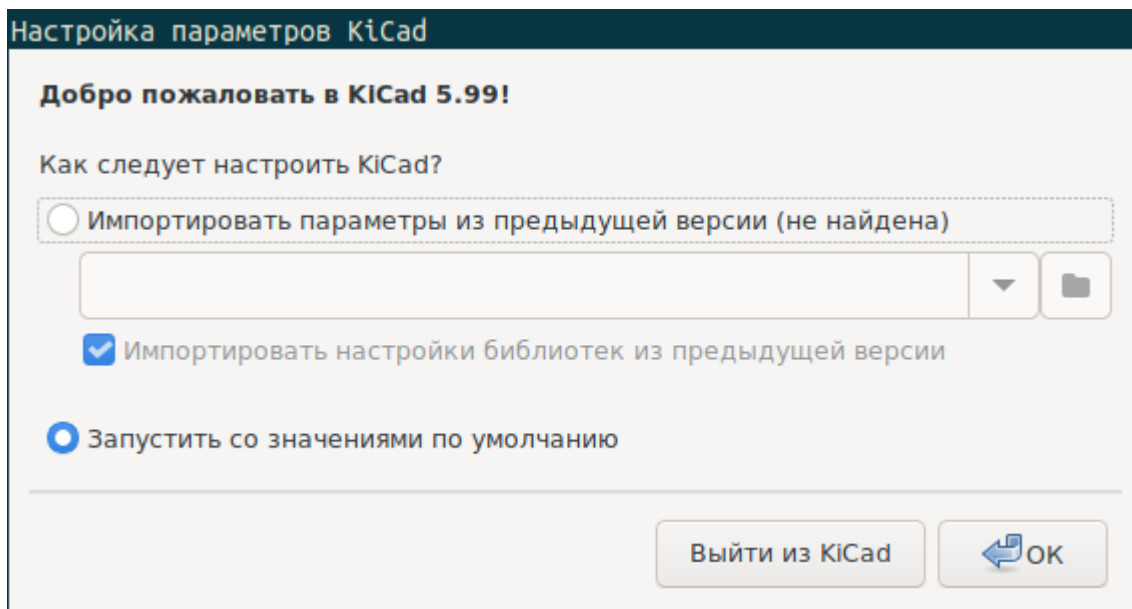 Настройка параметров KiCad
Добро пожаловать в KiCad 5.99!
Как следует настроить KiCad?
Импортировать параметры из предыдущей версии (не найдена)
Импортировать настройки библиотек из предыдущей версии
Запустить со значениями по умолчанию
Выйти из KiCad OK